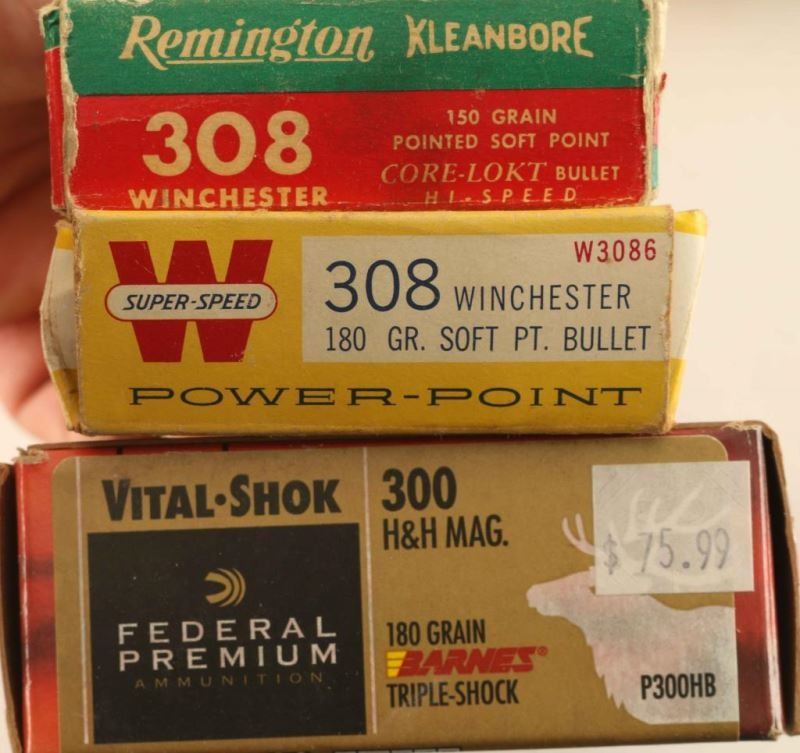 Remington KLEANBORE
308
WINCHESTER
150 GRAIN
POINTED SOFT POINT
CORE-LOKT BULLET
HI-SPEED
W
SUPER-SPEED
W3086
308 WINCHESTER
180 GR. SOFT PT. BULLET
POWER-POINT
VITAL•SHOK
FEDERAL
PREMIUM
AMMUNITION
300
H&H MAG.
180 GRAIN
BARNES®
TRIPLE-SHOCK
$ 75.99
P300HB